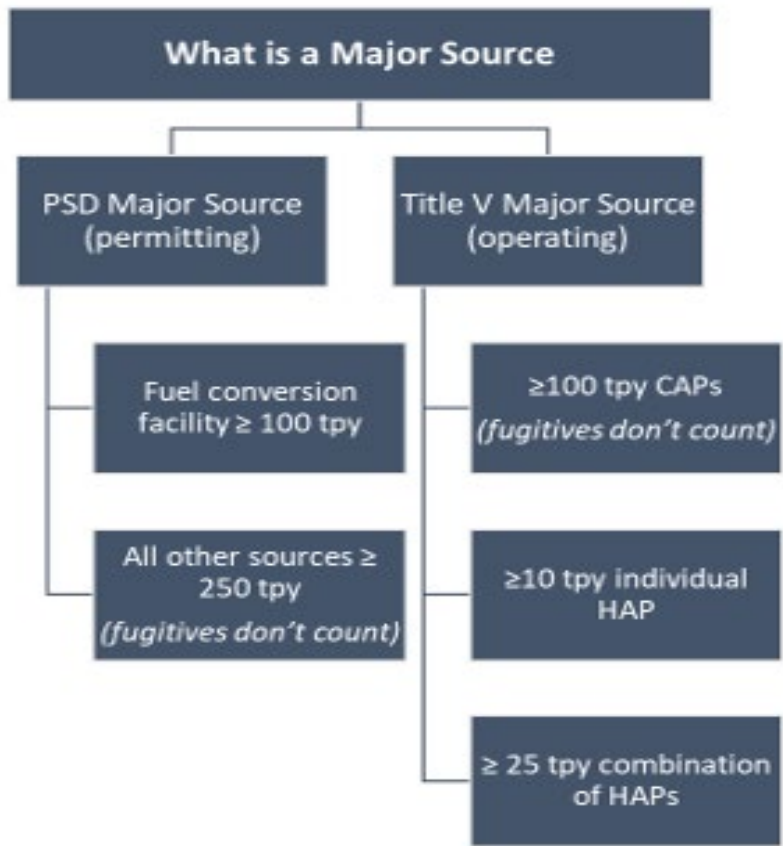 What is a Major Source
PSD Major Source
(permitting)
Title V Major Source
(operating)
Fuel conversion
facility ≥ 100 tpy
≥100 tpy CAPs
(fugitives don't count)
All other sources ≥
250 tpy
(fugitives don't count)
≥10 tpy individual
HAP
≥ 25 tpy combination
of HAPs